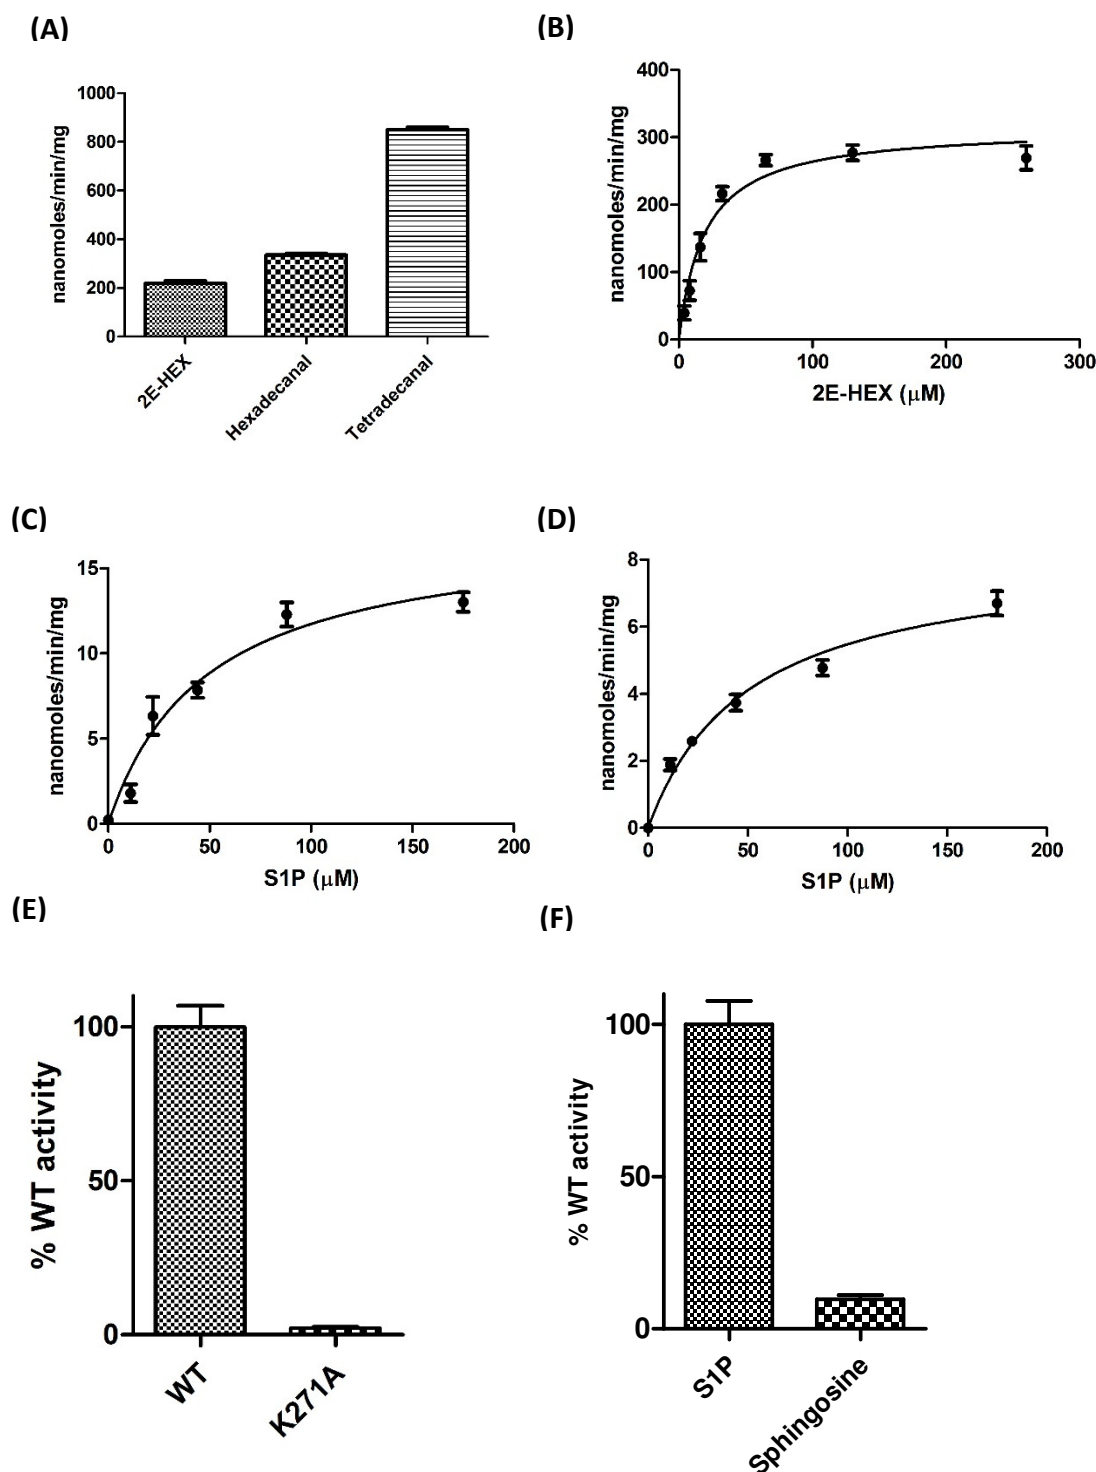 (A)
nanomoles/min/mg
1000
800
600
400
200
0
2E-HEX
Hexadecanal
Tetradecanal
(B)
nanomoles/min/mg
400
300
200
100
0
0 100 200 300
2E-HEX (μM)
(C)
nanomoles/min/mg
15
10
5
0
0 50 100 150 200
S1P (μM)
(D)
nanomoles/min/mg
8
6
4
2
0
0 50 100 150 200
S1P (μM)
(E)
% WT activity
100
50
0
WT
K271A
(F)
% WT activity
100
50
0
S1P
Sphingosine